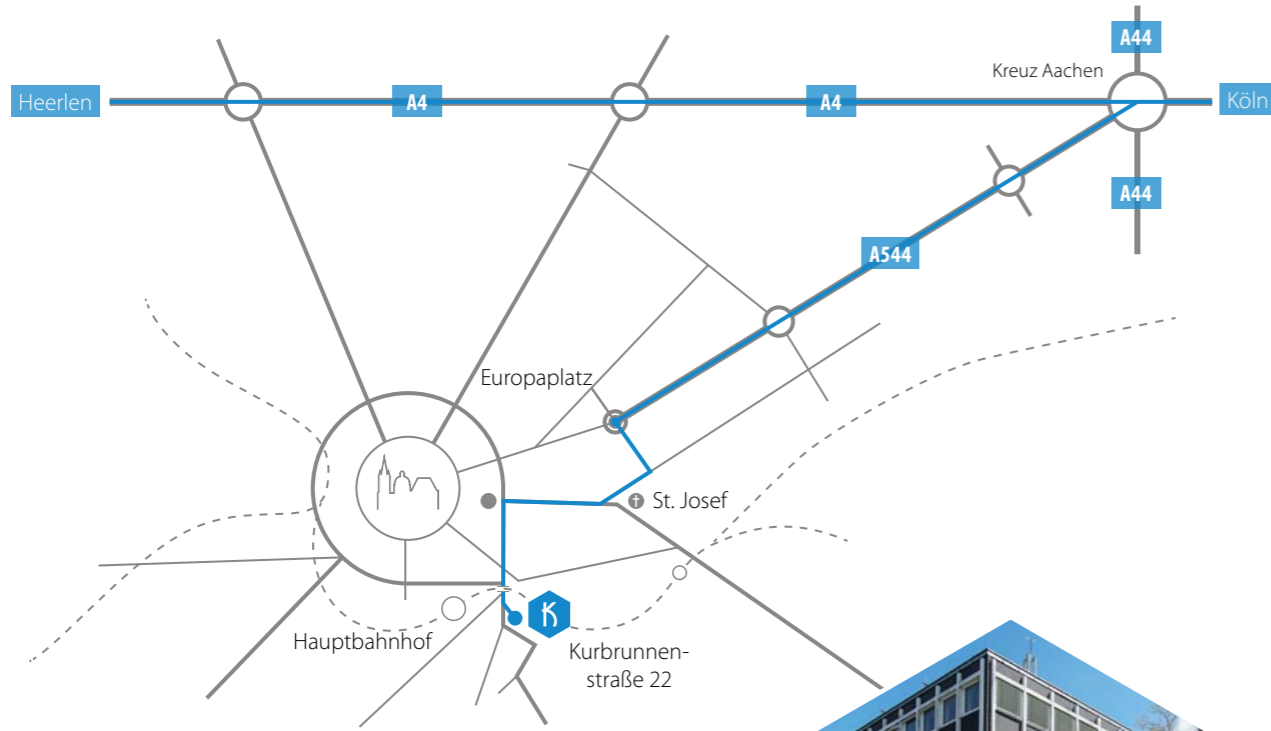 A44
Kreuz Aachen
Heerlen
A4
A4
Köln
A44
A544
Europaplatz
St. Josef
Hauptbahnhof
Kurbrunnen-
straße 22